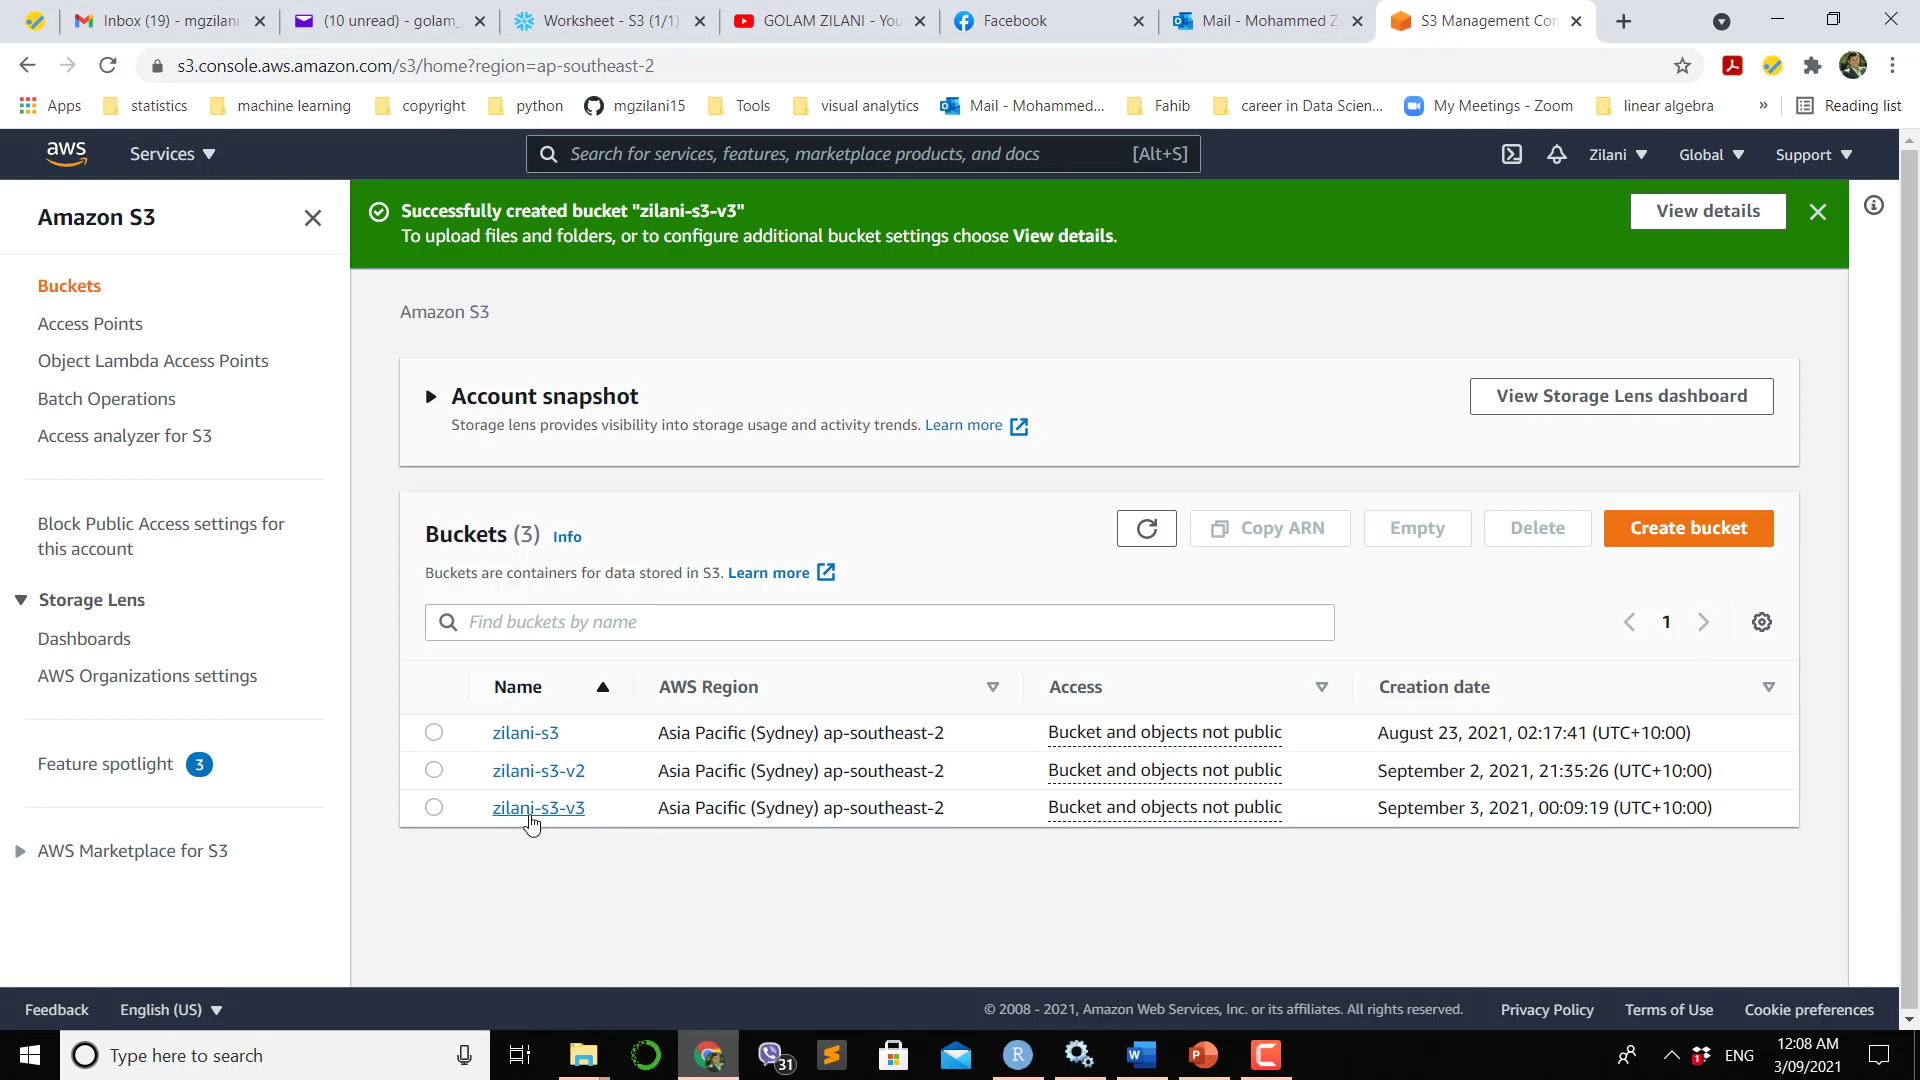 Inbox (19) - mgzilani
(10 unread) - golam_
Worksheet - S3 (1/1)
GOLAM ZILANI - You
Facebook
Mail - Mohammed Z
S3 Management Con
s3.console.aws.amazon.com/s3/home?region=ap-southeast-2
Apps
statistics
machine learning
copyright
python
mgzilani15
Tools
visual analytics
Mail - Mohammed...
Fahib
career in Data Scien...
My Meetings - Zoom
linear algebra
»
Reading list
aws
Services
Search for services, features, marketplace products, and docs
[Alt+S]
Zilani
Global
Support
Amazon S3
Successfully created bucket "zilani-s3-v3"
To upload files and folders, or to configure additional bucket settings choose View details.
View details
Buckets
Access Points
Object Lambda Access Points
Batch Operations
Access analyzer for S3
Block Public Access settings for
this account
Storage Lens
Dashboards
AWS Organizations settings
Feature spotlight 3
AWS Marketplace for S3
Amazon S3
Account snapshot
Storage lens provides visibility into storage usage and activity trends. Learn more
View Storage Lens dashboard
Buckets (3) Info
Buckets are containers for data stored in S3. Learn more
Copy ARN
Empty
Delete
Create bucket
Find buckets by name
1
Name
AWS Region
Access
Creation date
zilani-s3 Asia Pacific (Sydney) ap-southeast-2 Bucket and objects not public August 23, 2021, 02:17:41 (UTC+10:00)
zilani-s3-v2 Asia Pacific (Sydney) ap-southeast-2 Bucket and objects not public September 2, 2021, 21:35:26 (UTC+10:00)
zilani-s3-v3 Asia Pacific (Sydney) ap-southeast-2 Bucket and objects not public September 3, 2021, 00:09:19 (UTC+10:00)
Feedback
English (US)
© 2008 - 2021, Amazon Web Services, Inc. or its affiliates. All rights reserved.
Privacy Policy
Terms of Use
Cookie preferences
Type here to search
31
R
W
P
C
1
ENG
12:08 AM
3/09/2021